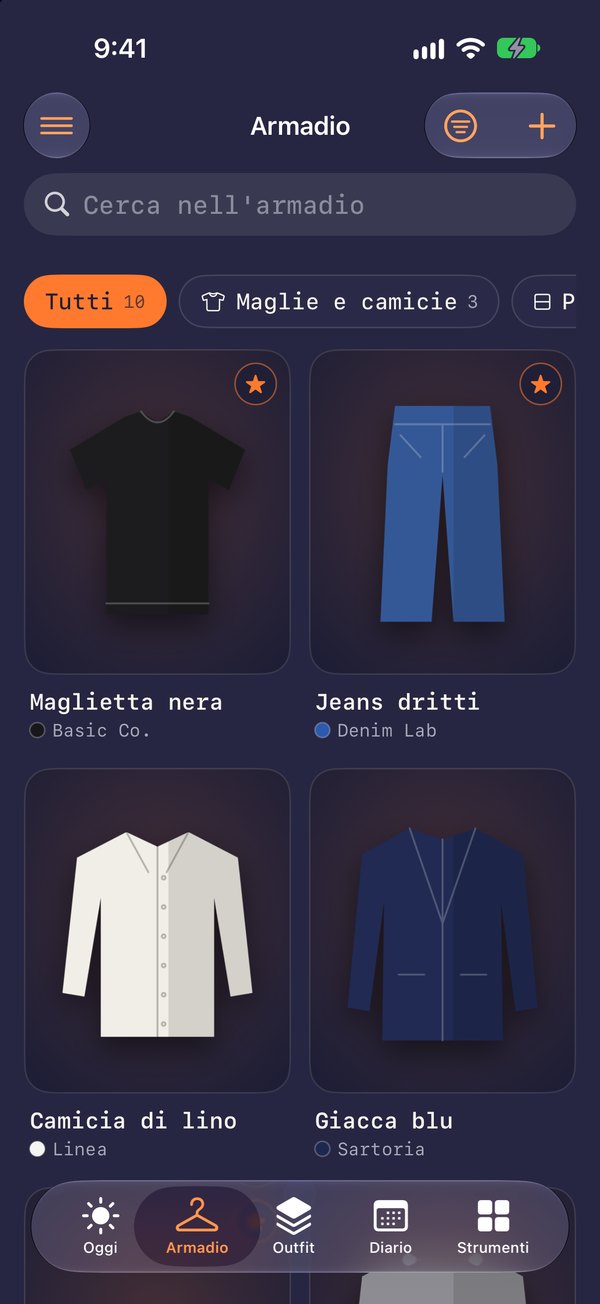 9:41
Armadio
Cerca nell'armadio
Tutti 10
Maglie e camicie 3
P
Maglietta nera
Jeans dritti
Basic Co.
Denim Lab
Camicia di lino
Giacca blu
Linea
Sartoria
Oggi
Armadio
Outfit
Diario
Strumenti